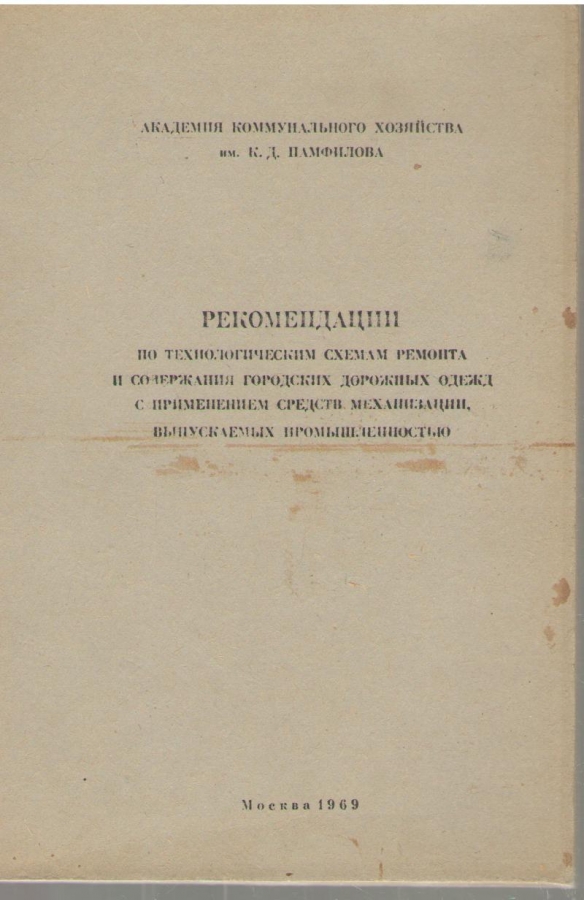 АКАДЕМИЯ КОММУНАЛЬНОГО ХОЗЯЙСТВА
им. К. Д. ПАМФИЛОВА
РЕКОМЕНДАЦИИ
ПО ТЕХНОЛОГИЧЕСКИМ СХЕМАМ РЕМОНТА
И СОДЕРЖАНИЯ ГОРОДСКИХ ДОРОЖНЫХ ОДЕЖД
С ПРИМЕНЕНИЕМ СРЕДСТВ МЕХАНИЗАЦИИ,
ВЫПУСКАЕМЫХ ПРОМЫШЛЕННОСТЬЮ
Москва 1969